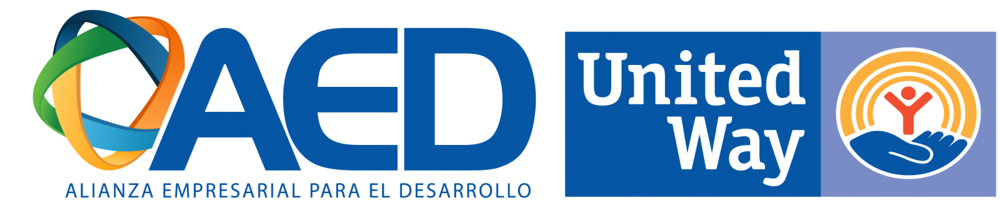 AED
ALIANZA EMPRESARIAL PARA EL DESARROLLO
United
Way